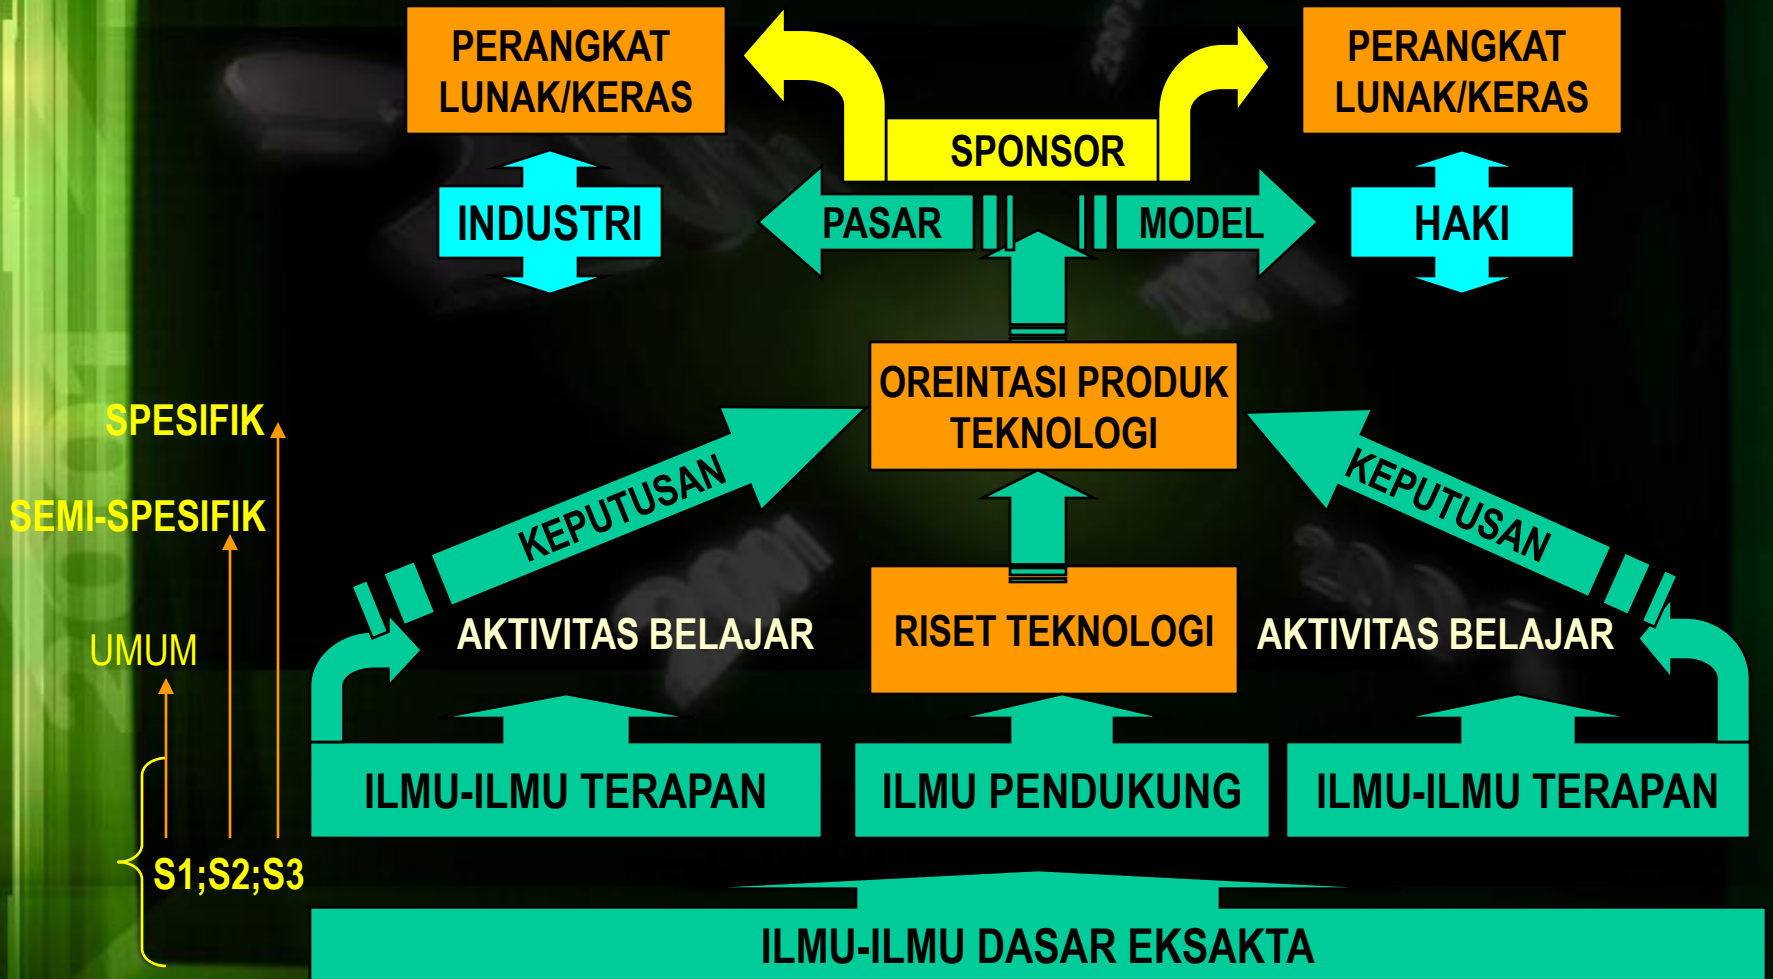 PERANGKAT
LUNAK/KERAS
PERANGKAT
LUNAK/KERAS
SPONSOR
INDUSTRI
PASAR
MODEL
HAKI
OREINTASI PRODUK
TEKNOLOGI
SPESIFIK
SEMI-SPESIFIK
KEPUTUSAN
KEPUTUSAN
UMUM
AKTIVITAS BELAJAR
RISET TEKNOLOGI
AKTIVITAS BELAJAR
ILMU-ILMU TERAPAN
ILMU PENDUKUNG
ILMU-ILMU TERAPAN
S1;S2;S3
ILMU-ILMU DASAR EKSAKTA